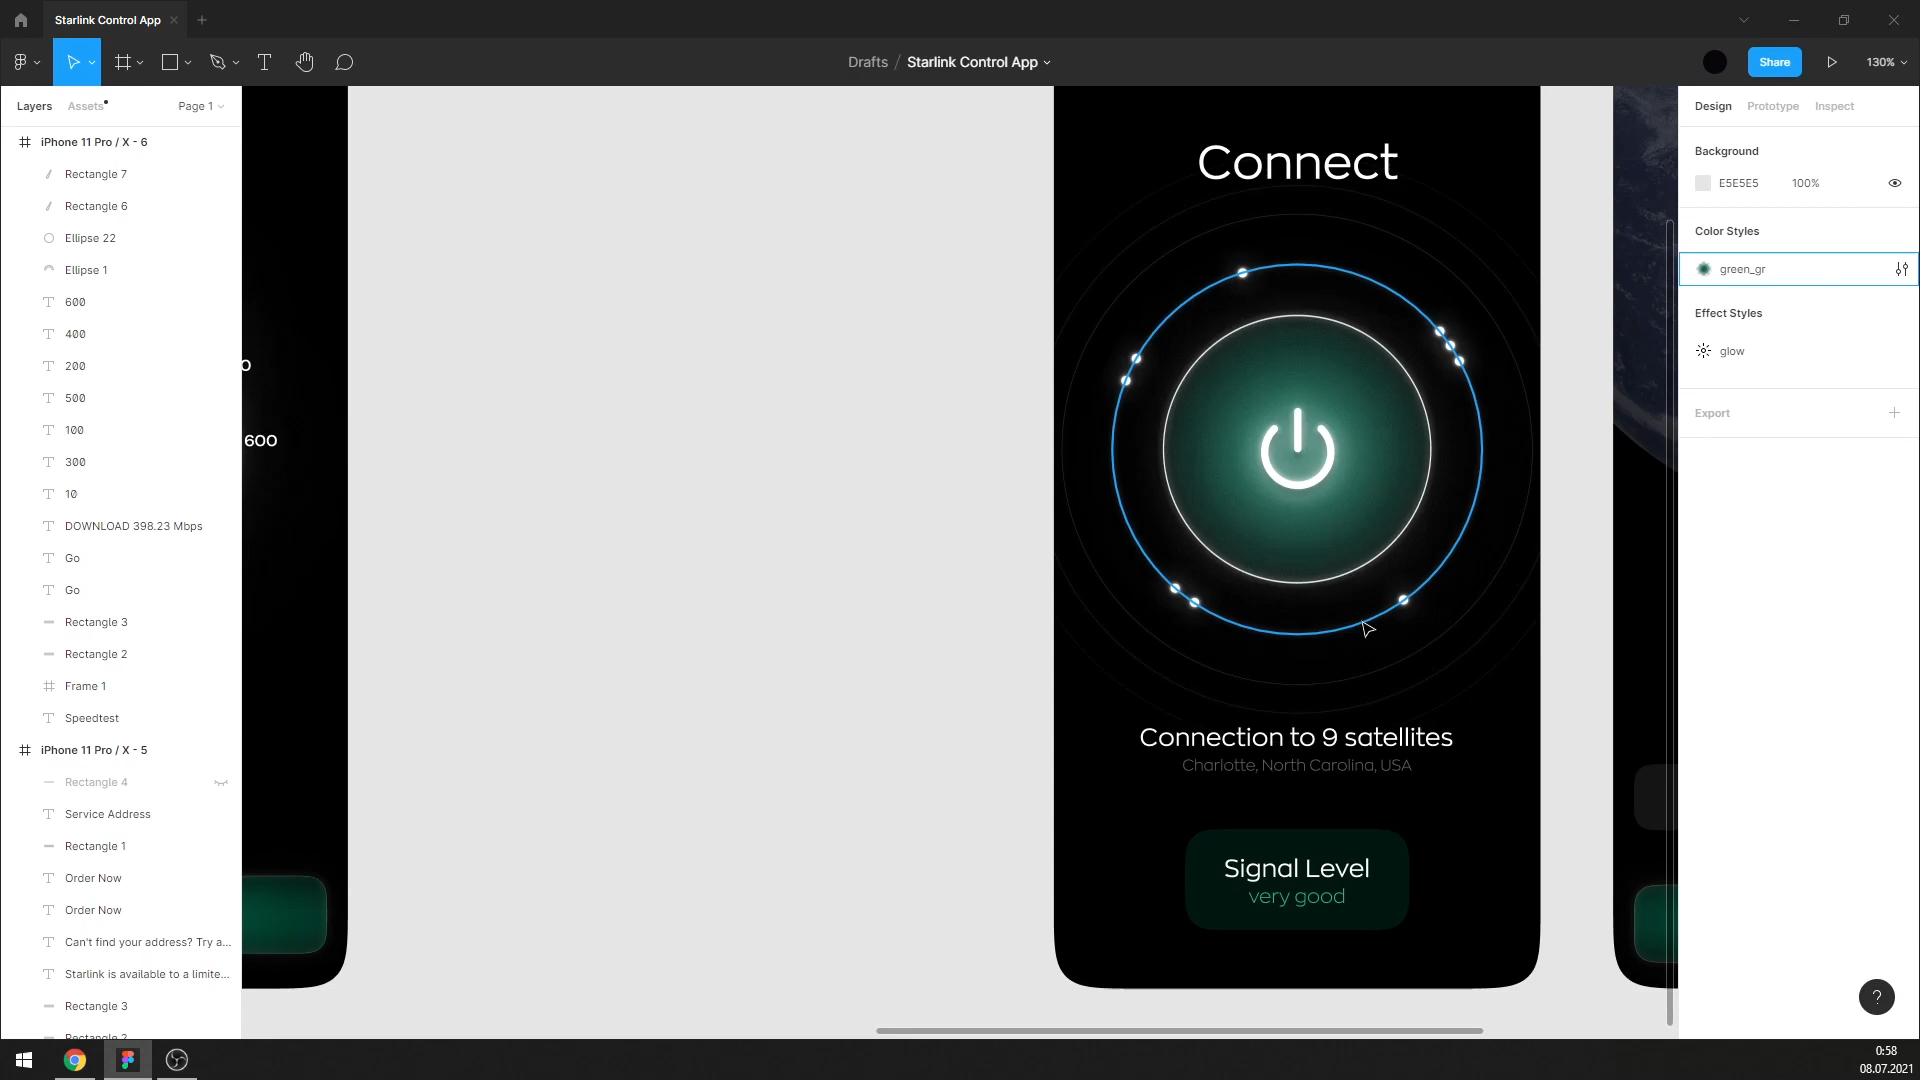 Starlink Control App
Drafts / Starlink Control App
Share
130%
Layers
Assets
Page 1
iPhone 11 Pro / X - 6
Rectangle 7
Rectangle 6
Ellipse 22
Ellipse 1
600
400
200
500
100
300
10
DOWNLOAD 398.23 Mbps
Go
Go
Rectangle 3
Rectangle 2
Frame 1
Speedtest
iPhone 11 Pro / X - 5
Rectangle 4
Service Address
Rectangle 1
Order Now
Order Now
Can't find your address? Try a...
Starlink is available to a limite...
Rectangle 3
Rectangle 2
0
600
Connect
Connection to 9 satellites
Charlotte, North Carolina, USA
Signal Level
very good
Design
Prototype
Inspect
Background
E5E5E5
100%
Color Styles
green_gr
Effect Styles
glow
Export
?
0:58
08.07.2021